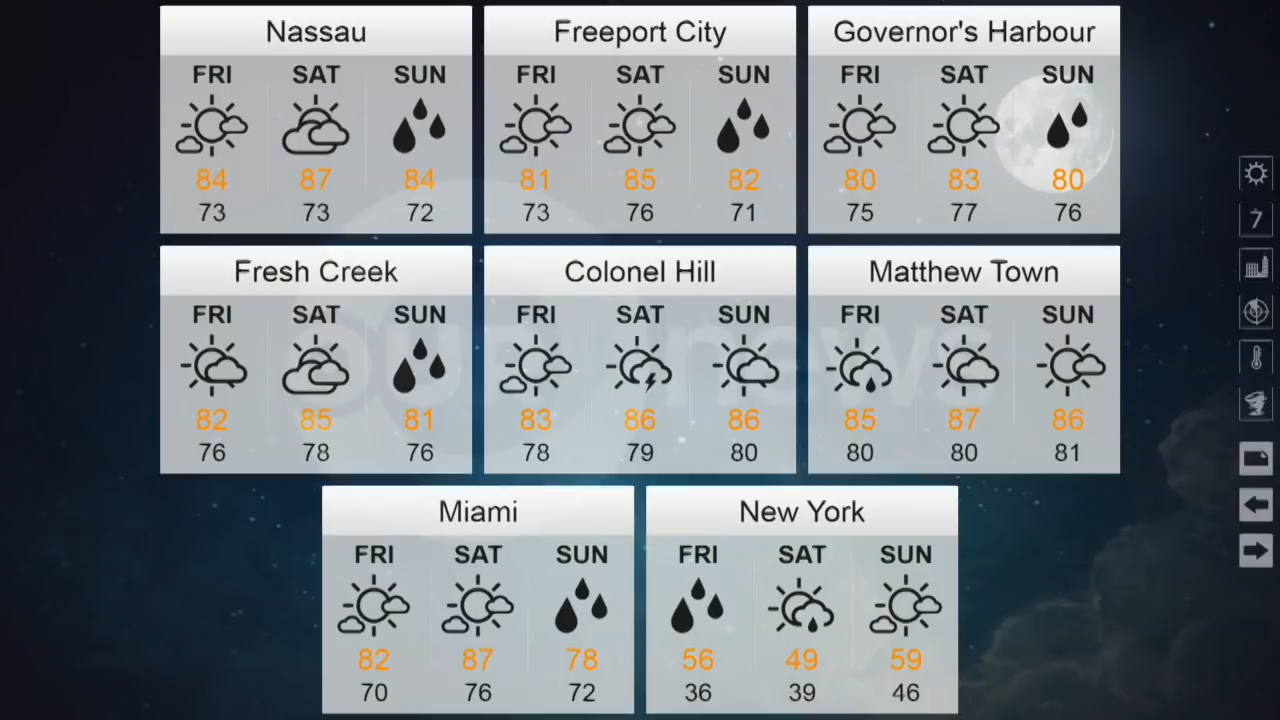 Nassau
FRI SAT SUN
84 87 84
73 73 72
Freeport City
FRI SAT SUN
81 85 82
73 76 71
Governor's Harbour
FRI SAT SUN
80 83 80
75 77 76
Fresh Creek
FRI SAT SUN
82 85 81
76 78 76
Colonel Hill
FRI SAT SUN
83 86 86
78 79 80
Matthew Town
FRI SAT SUN
85 87 86
80 80 81
Miami
FRI SAT SUN
82 87 78
70 76 72
New York
FRI SAT SUN
56 49 59
36 39 46
7
OUR news